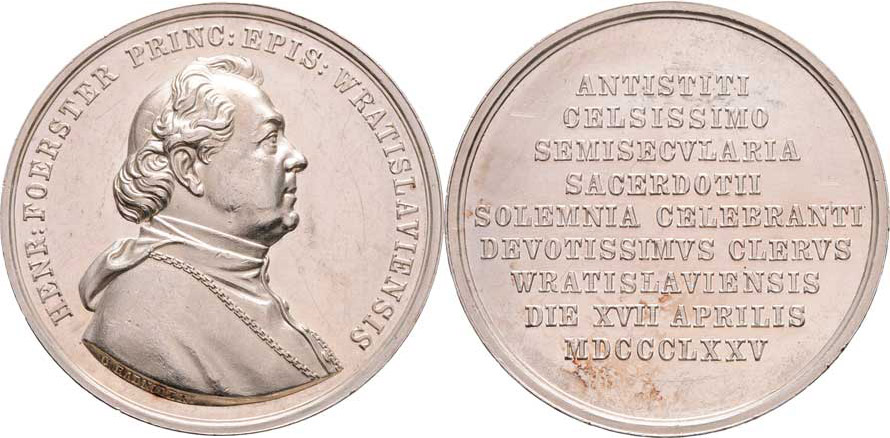 HENR: FOERSTER PRINC: EPIS: WRATISLAVIENSIS
ANTISTITI
CELSISSIMO
SEMISECVLARIA
SACERDOTII
SOLEMNIA CELEBRANTI
DEVOTISSIMVS CLERVS
WRATISLAVIENSIS
DIE XVII APRILIS
MDCCCLXXV